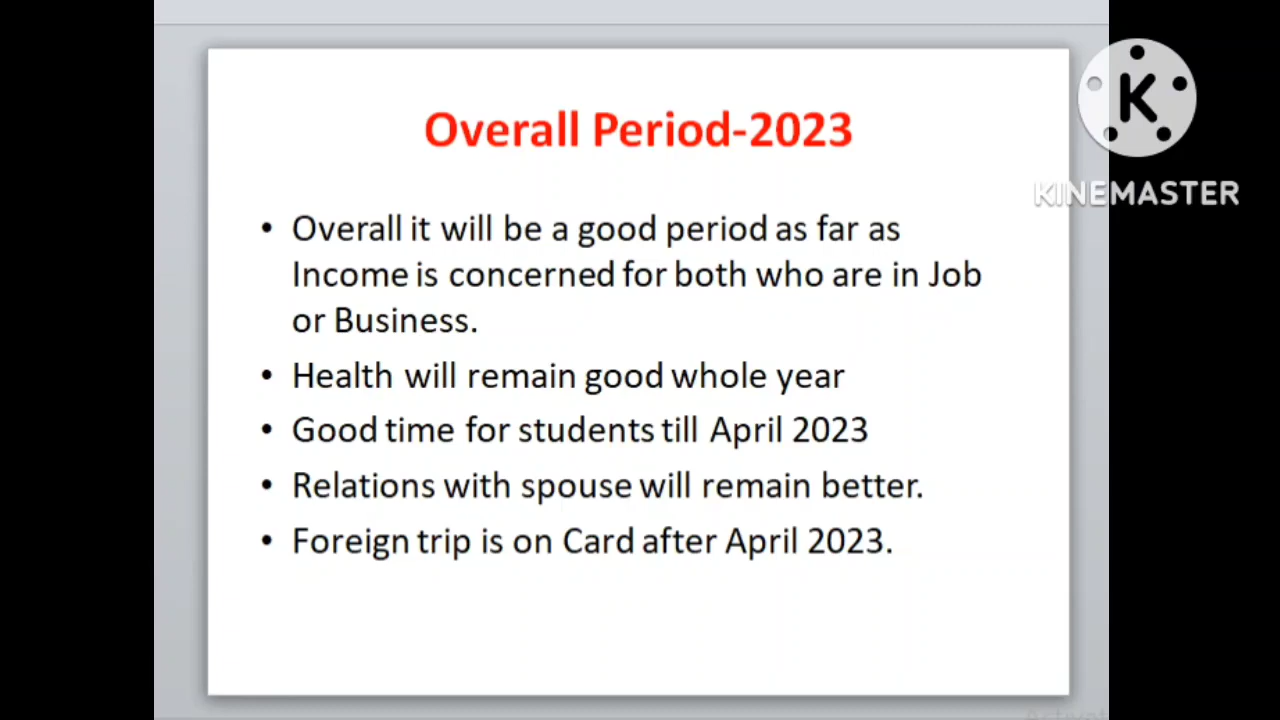 Overall Period-2023
K
KINEMASTER
• Overall it will be a good period as far as
Income is concerned for both who are in Job
or Business.
• Health will remain good whole year
• Good time for students till April 2023
• Relations with spouse will remain better.
• Foreign trip is on Card after April 2023.